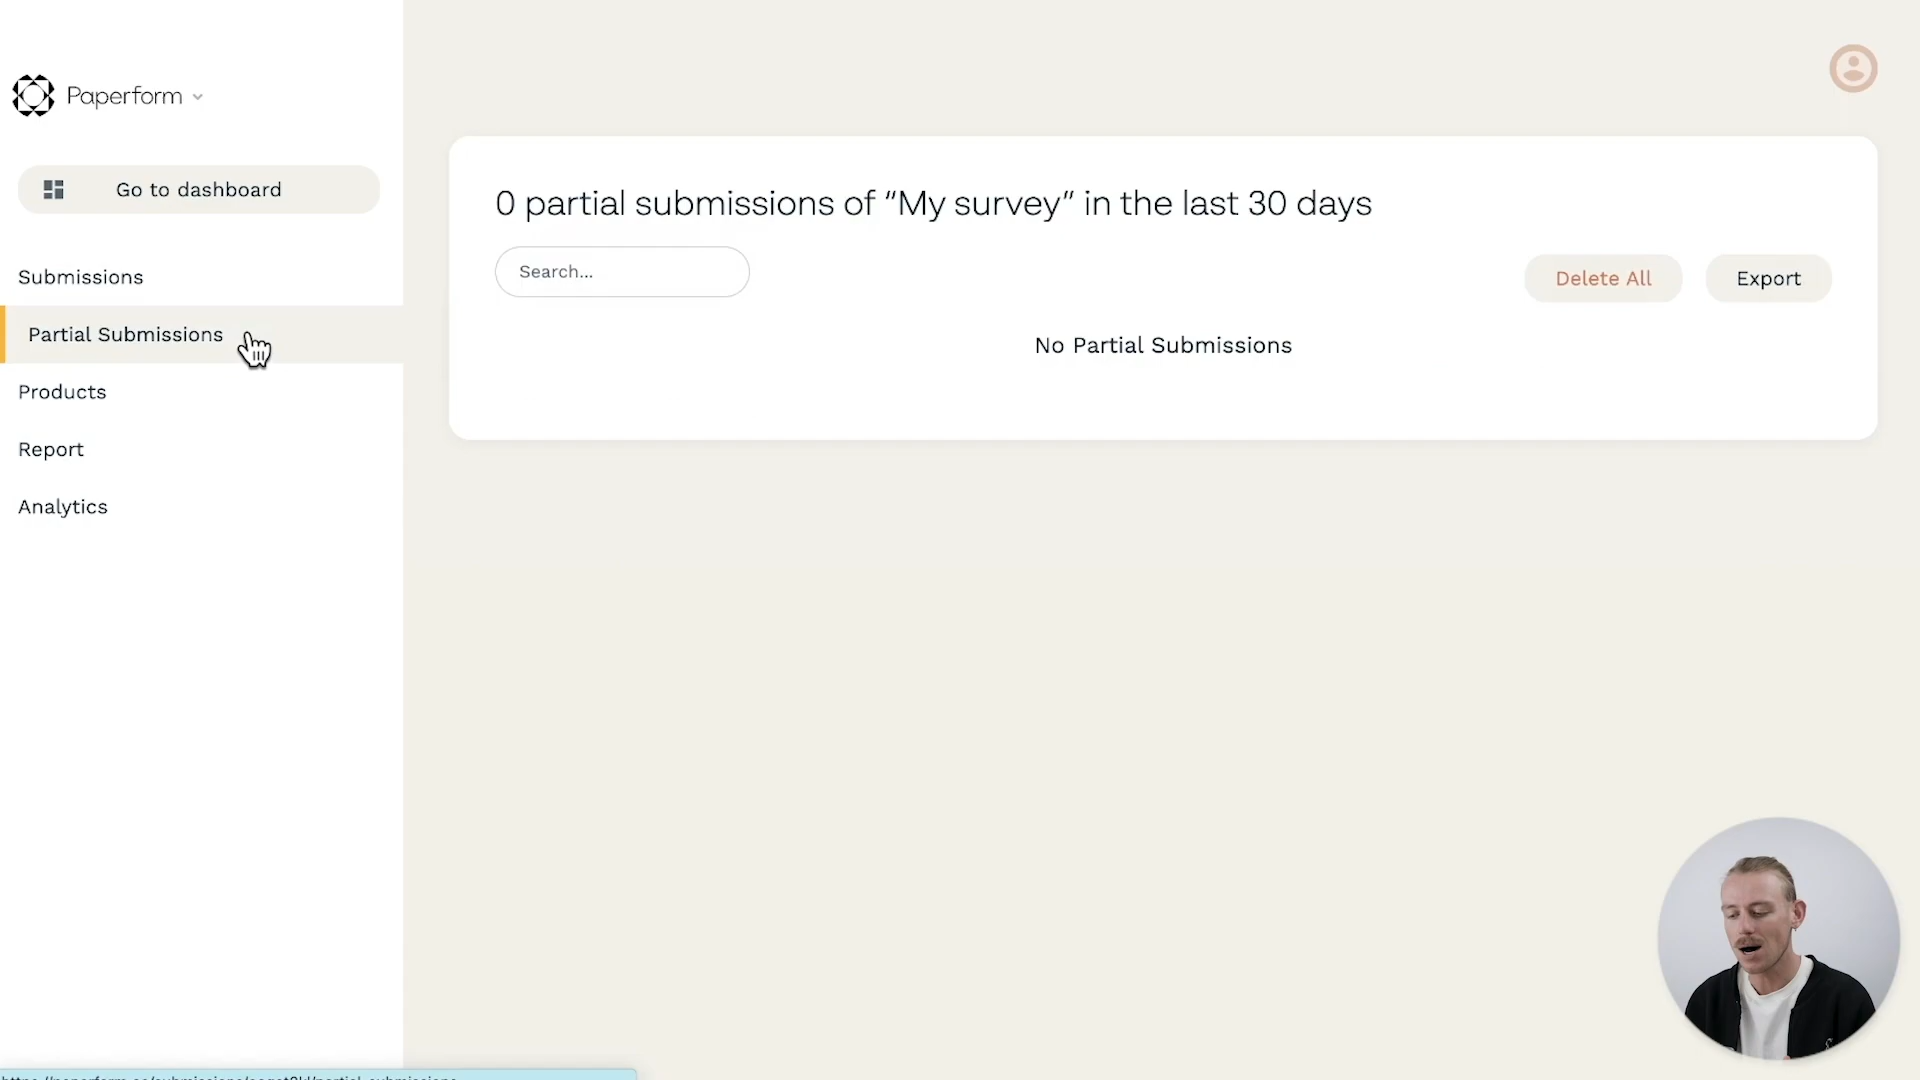 Paperform
Go to dashboard
Submissions
Partial Submissions
Products
Report
Analytics
0 partial submissions of “My survey” in the last 30 days
Search...
Delete All
Export
No Partial Submissions